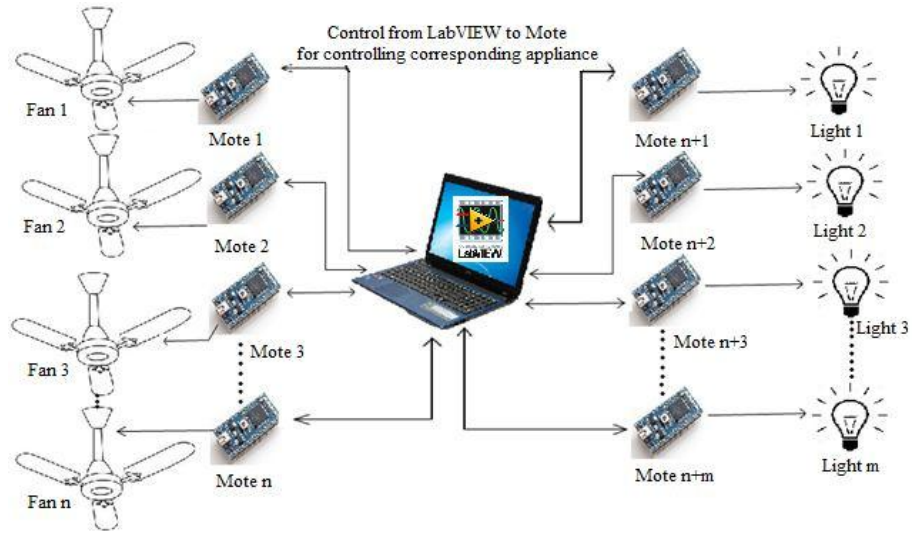 Control from LabVIEW to Mote
for controlling corresponding appliance
Fan 1
Mote 1
Mote n+1
Light 1
Fan 2
Mote 2
Mote n+2
Light 2
LabVIEW
Fan 3
Mote 3
Mote n+3
Light 3
Fan n
Mote n
Mote n+m
Light m